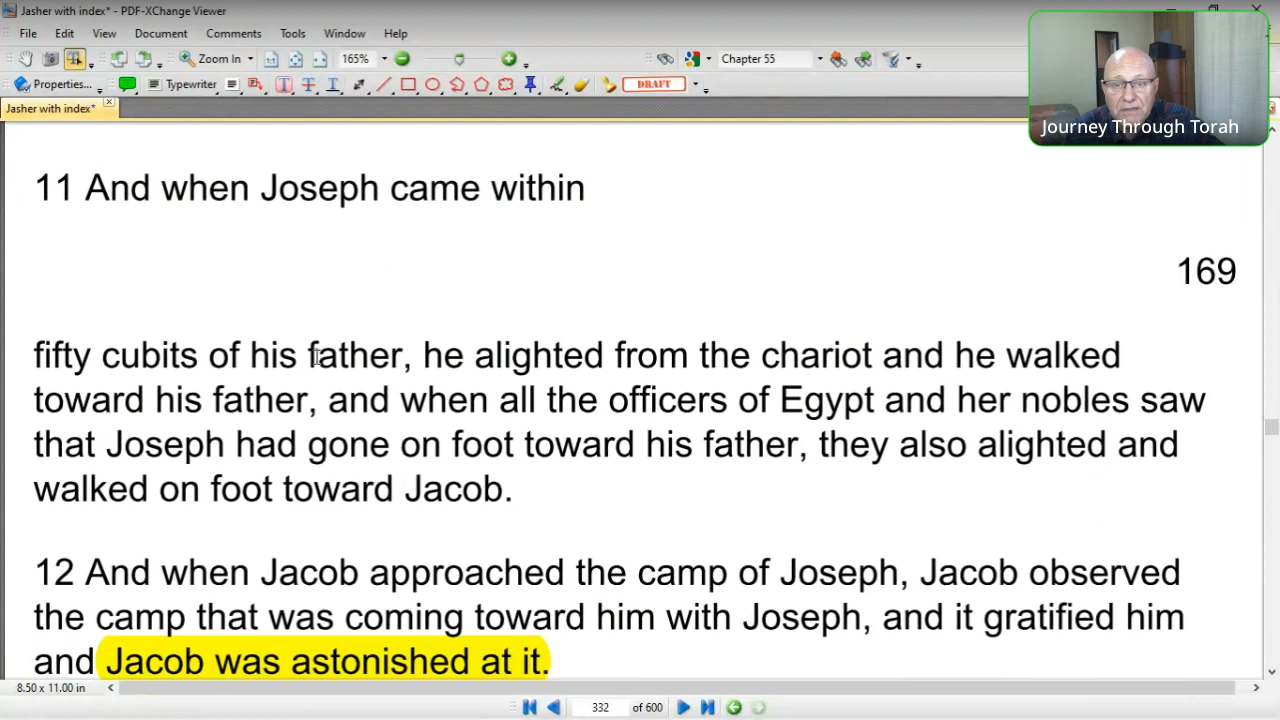 Jasher with index* - PDF-XChange Viewer
File Edit View Document Comments Tools Window Help
Zoom In 165% Chapter 55
Properties... Typewriter DRAFT
Jasher with index*
Journey Through Torah
11 And when Joseph came within
169
fifty cubits of his father, he alighted from the chariot and he walked
toward his father, and when all the officers of Egypt and her nobles saw
that Joseph had gone on foot toward his father, they also alighted and
walked on foot toward Jacob.
12 And when Jacob approached the camp of Joseph, Jacob observed
the camp that was coming toward him with Joseph, and it gratified him
and Jacob was astonished at it.
8.50 x 11.00 in
332 of 600